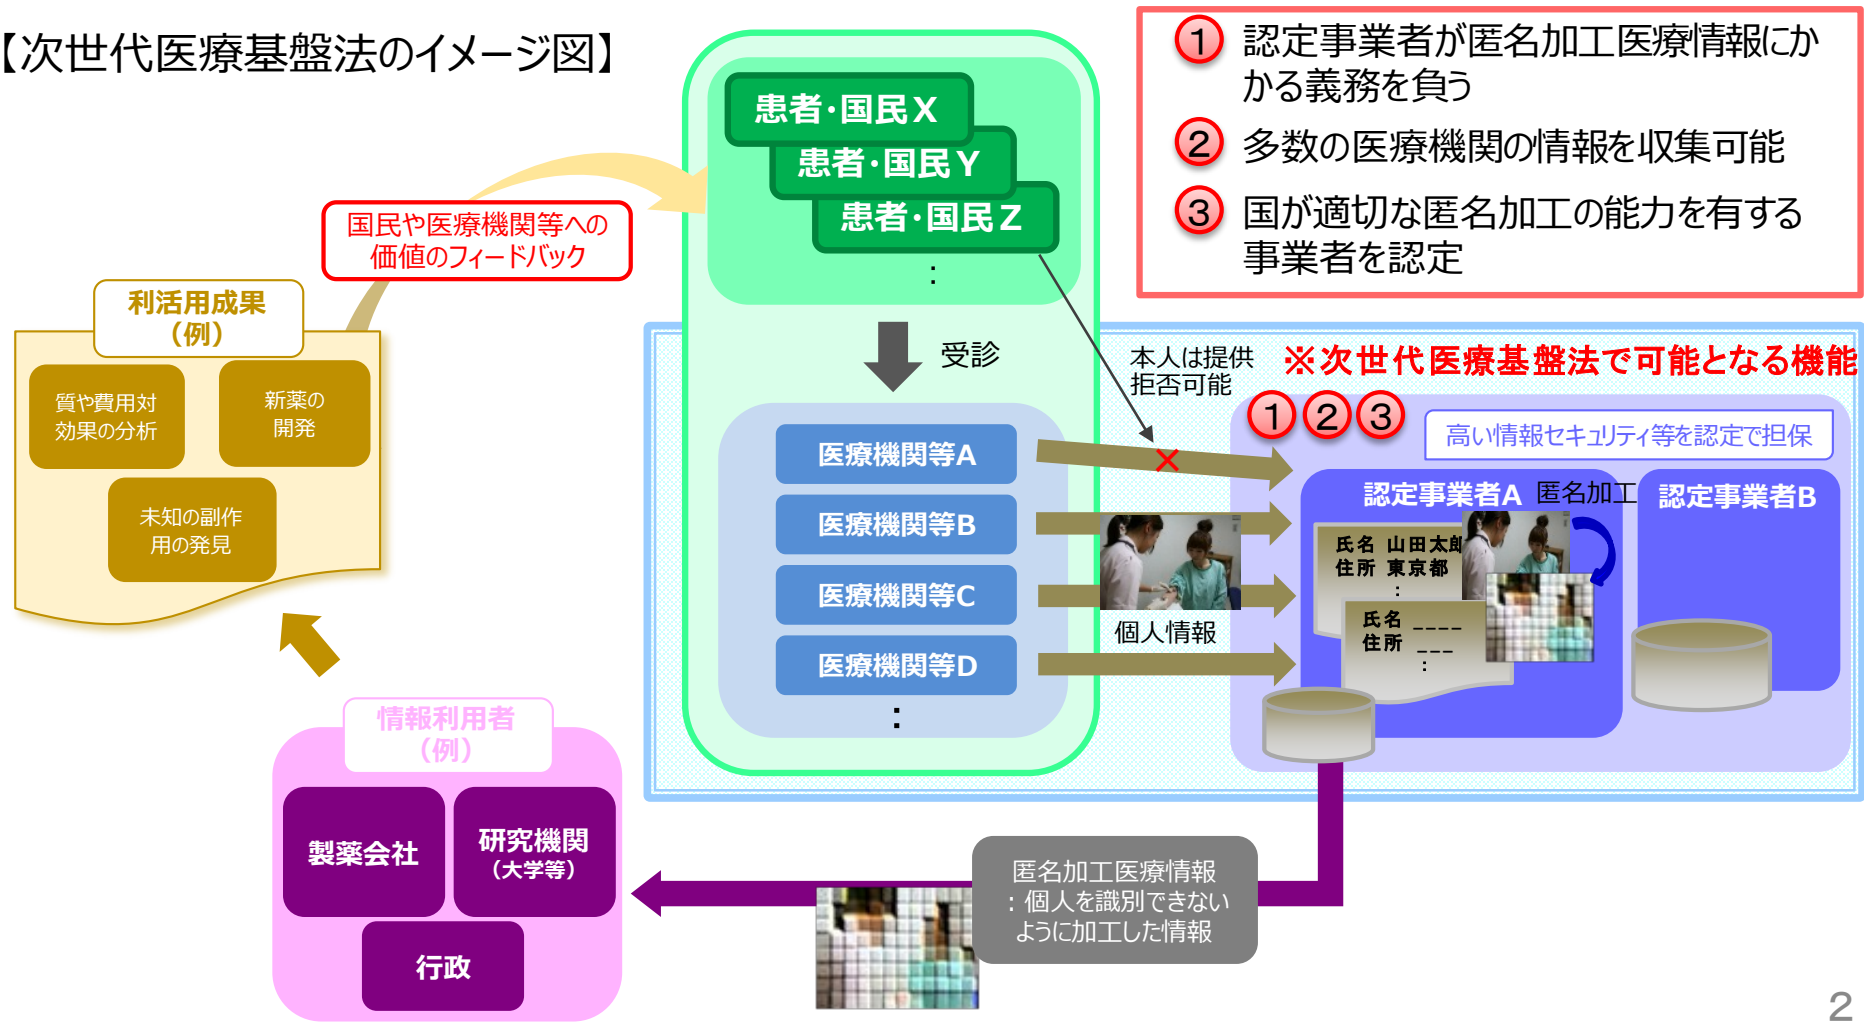 【次世代医療基盤法のイメージ図】
① 認定事業者が匿名加工医療情報にか
かる義務を負う
② 多数の医療機関の情報を収集可能
③ 国が適切な匿名加工の能力を有する
事業者を認定
患者・国民X
患者・国民Y
患者・国民Z
:
国民や医療機関等への
価値のフィードバック
利活用成果
（例）
質や費用対
効果の分析
新薬の
開発
未知の副作
用の発見
受診
本人は提供
拒否可能
※次世代医療基盤法で可能となる機能
① ② ③
高い情報セキュリティ等を認定で担保
医療機関等A
医療機関等B
医療機関等C
医療機関等D
:
個人情報
認定事業者A
匿名加工
認定事業者B
氏名 山田太郎
住所 東京都
:
氏名 ____
住所 ___
:
情報利用者
（例）
製薬会社
研究機関
（大学等）
行政
匿名加工医療情報
：個人を識別できない
ように加工した情報
2